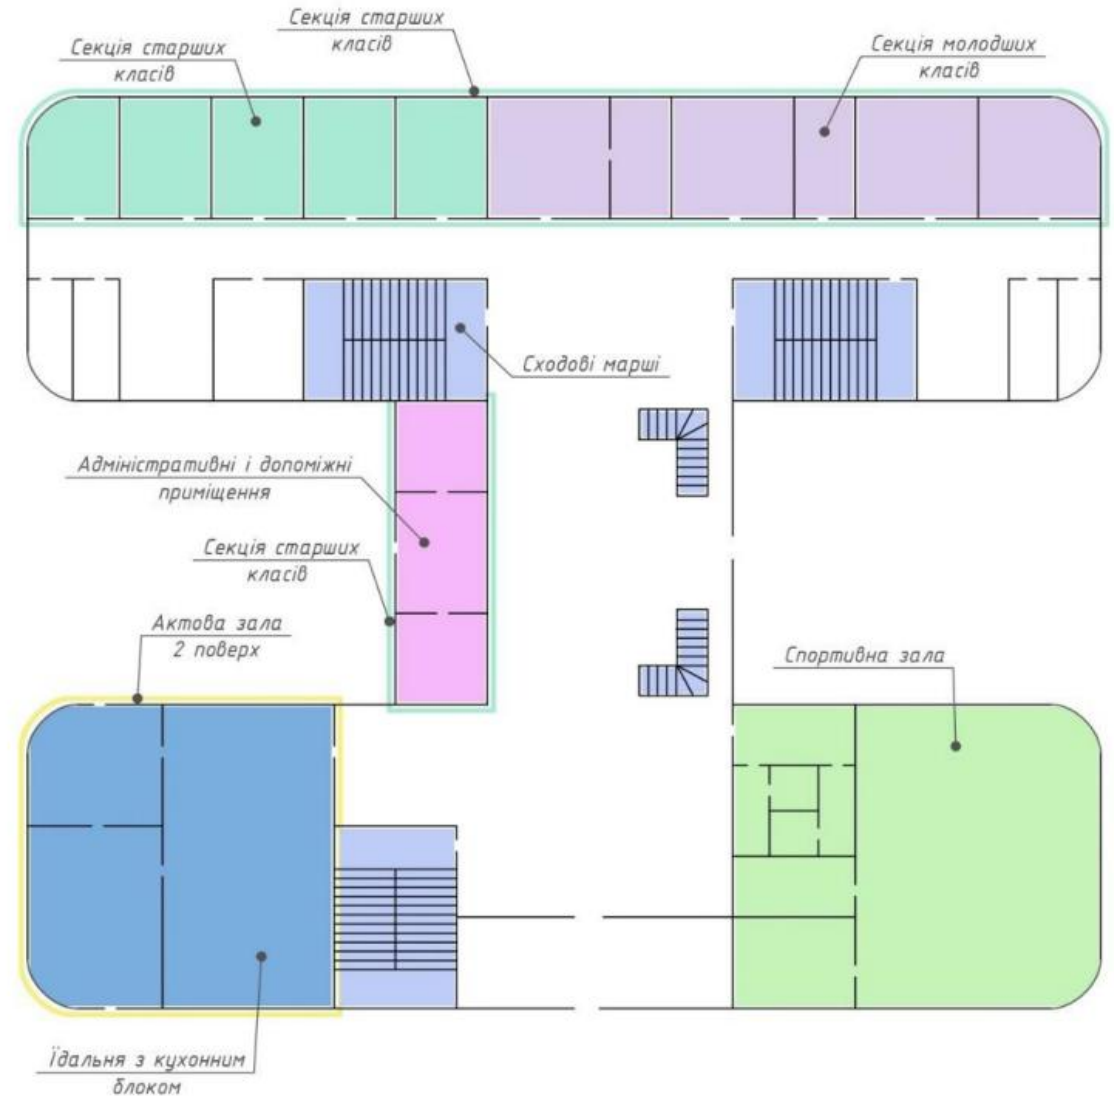 Секція старших
класів
Секція старших
класів
Секція молодших
класів
Сходові марші
Адміністративні і допоміжні
приміщення
Секція старших
класів
Актова зала
2 поверх
Спортивна зала
Їдальня з кухонним
блоком